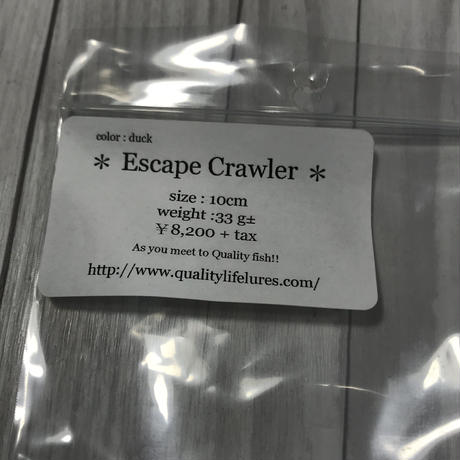 color : duck
＊ Escape Crawler ＊
size : 10cm
weight :33 g±
￥8,200 + tax
As you meet to Quality fish!!
http://www.qualitylifelures.com/